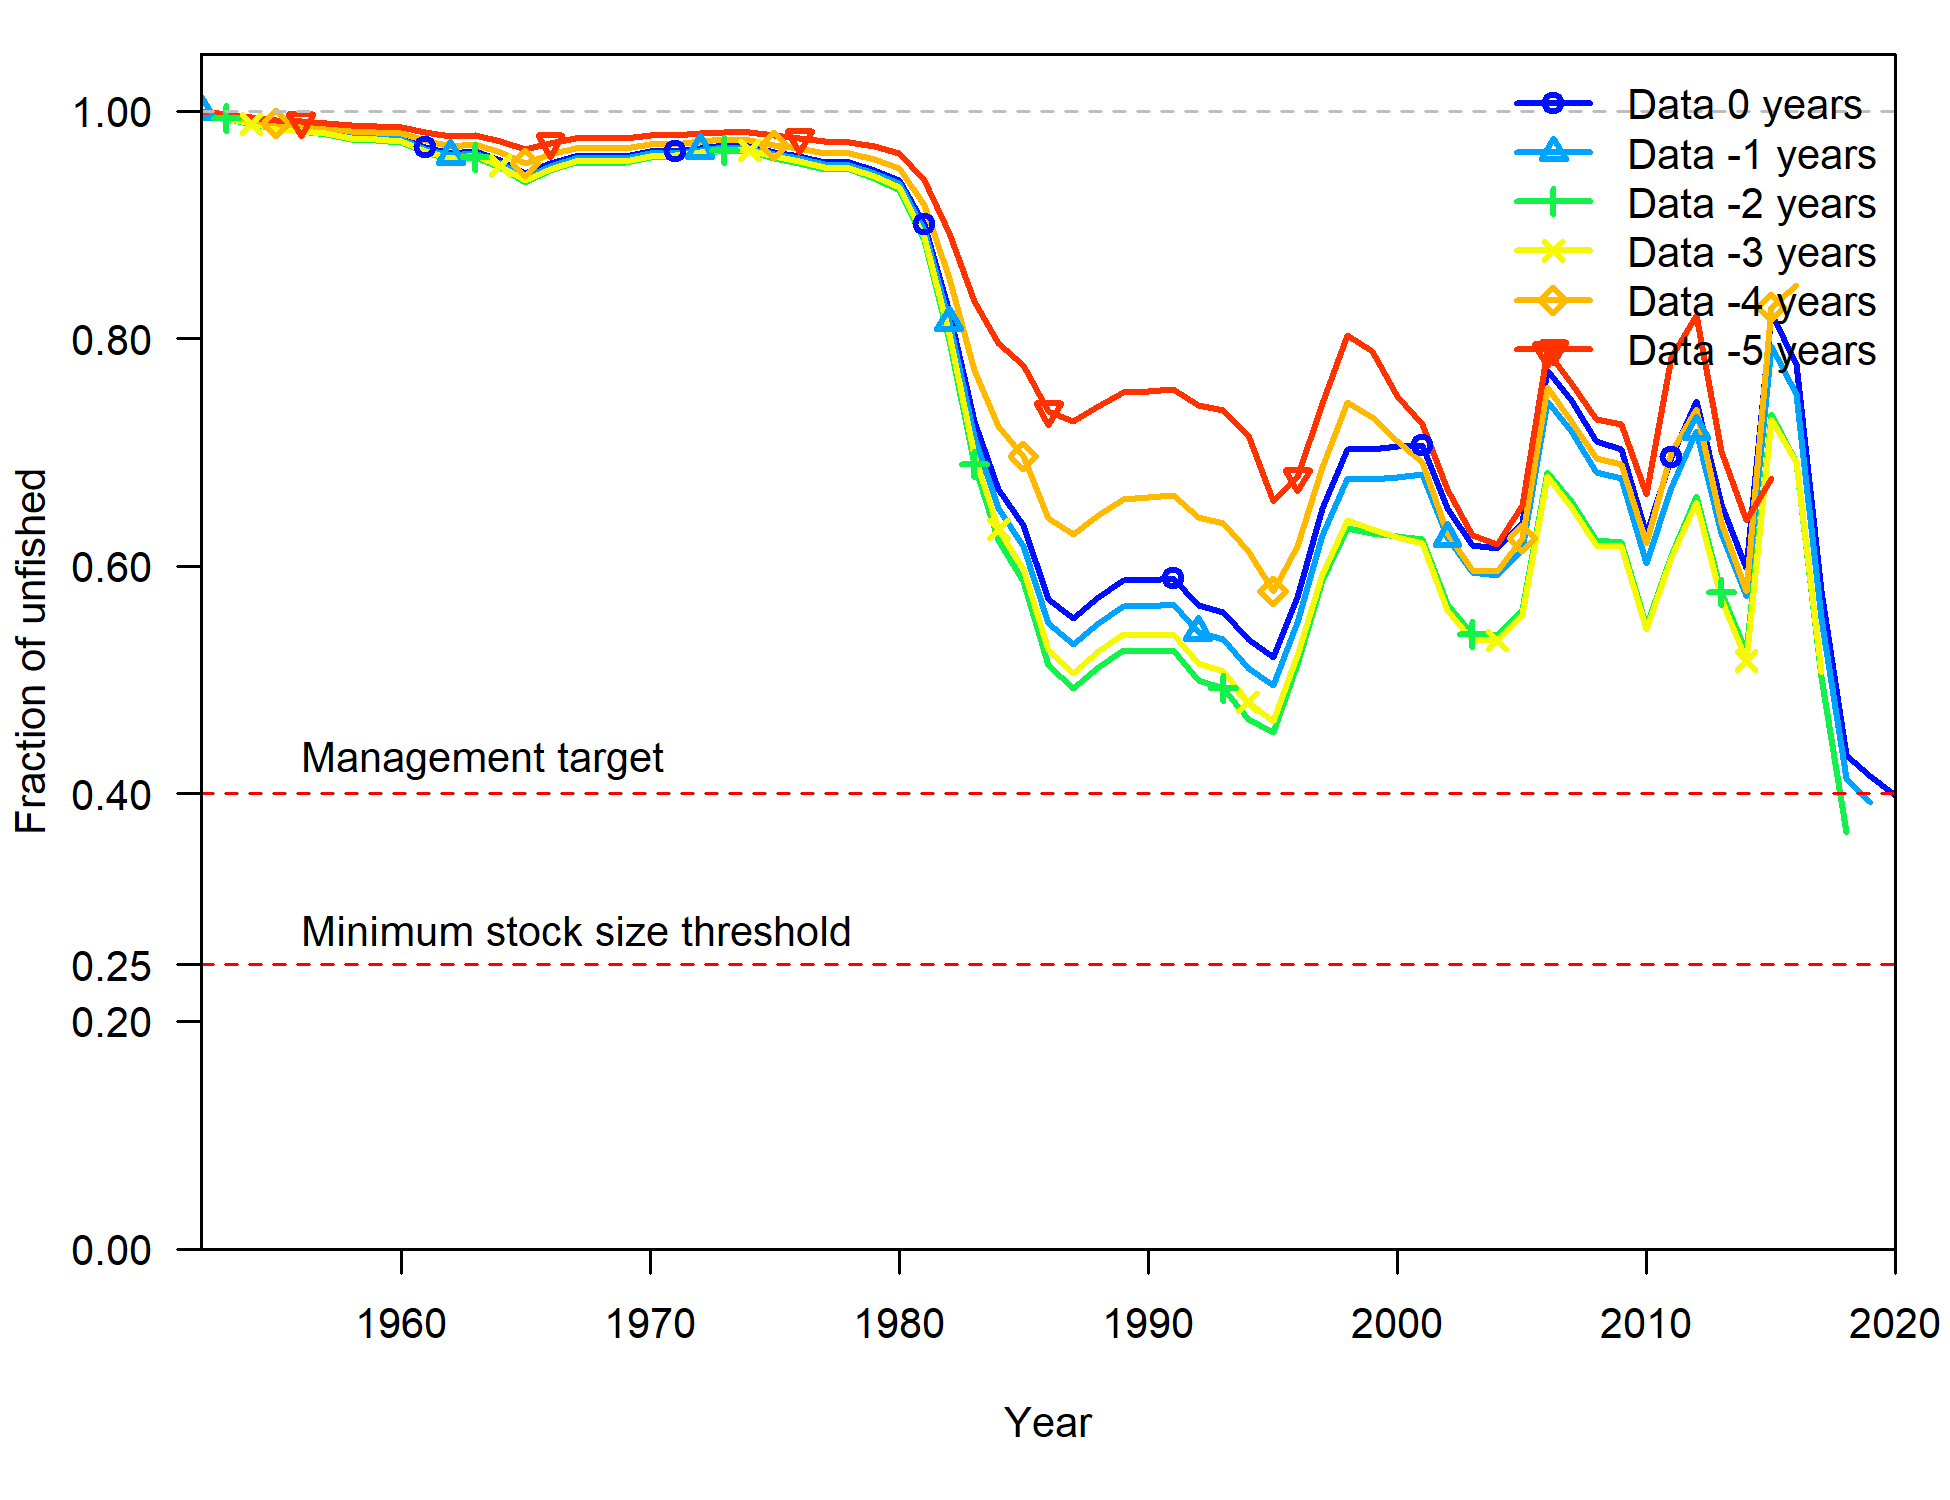 1.00
0.80
0.60
0.40
0.25
0.20
0.00
Fraction of unfished
Data 0 years
Data -1 years
Data -2 years
Data -3 years
Data -4 years
Data -5 years
Management target
Minimum stock size threshold
1960 1970 1980 1990 2000 2010 2020
Year